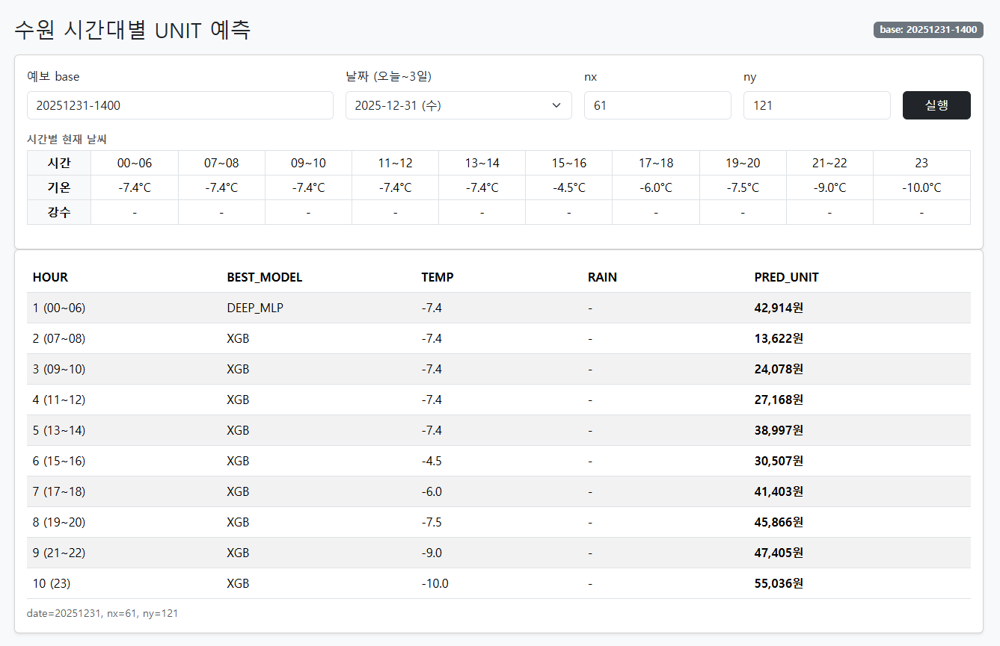 수원 시간대별 UNIT 예측
base: 20251231-1400
예보 base 날짜 (오늘~3일) nx ny
20251231-1400 2025-12-31 (수) 61 121 실행
시간별 현재 날씨
시간 00~06 07~08 09~10 11~12 13~14 15~16 17~18 19~20 21~22 23
기온 -7.4°C -7.4°C -7.4°C -7.4°C -7.4°C -4.5°C -6.0°C -7.5°C -9.0°C -10.0°C
강수 - - - - - - - - - -
HOUR BEST_MODEL TEMP RAIN PRED_UNIT
1 (00~06) DEEP_MLP -7.4 - 42,914원
2 (07~08) XGB -7.4 - 13,622원
3 (09~10) XGB -7.4 - 24,078원
4 (11~12) XGB -7.4 - 27,168원
5 (13~14) XGB -7.4 - 38,997원
6 (15~16) XGB -4.5 - 30,507원
7 (17~18) XGB -6.0 - 41,403원
8 (19~20) XGB -7.5 - 45,866원
9 (21~22) XGB -9.0 - 47,405원
10 (23) XGB -10.0 - 55,036원
date=20251231, nx=61, ny=121